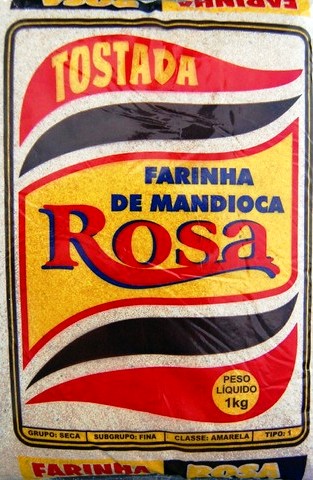 TOSTADA
FARINHA
DE MANDIOCA
Rosa
PESO
LÍQUIDO
1kg
GRUPO: SECA SUBGRUPO: FINA CLASSE: AMARELA TIPO: 1
FARINHA ROSA